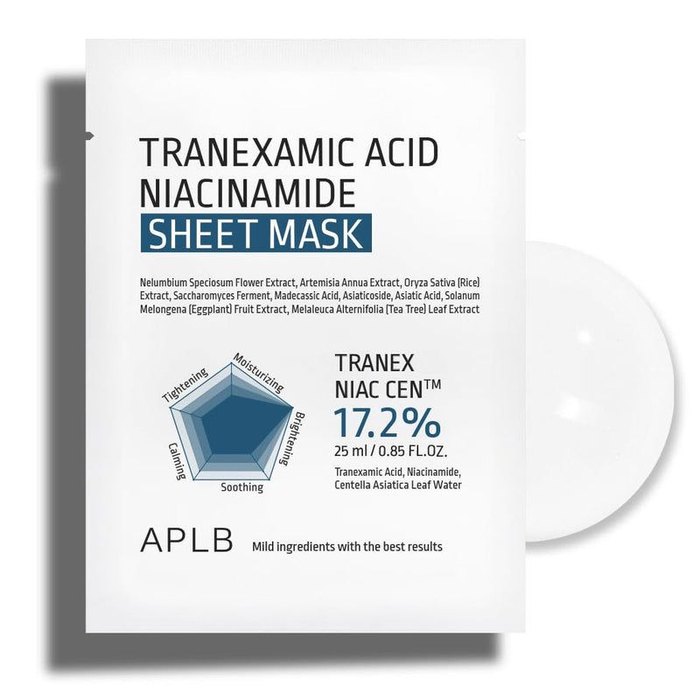 TRANEXAMIC ACID
NIACINAMIDE
SHEET MASK
Nelumbium Speciosum Flower Extract, Artemisia Annua Extract, Oryza Sativa (Rice)
Extract, Saccharomyces Ferment, Madecassic Acid, Asiaticoside, Asiatic Acid, Solanum
Melongena (Eggplant) Fruit Extract, Melaleuca Alternifolia (Tea Tree) Leaf Extract
Tightening
Moisturizing
Brightening
Calming
Soothing
TRANEX
NIAC CEN™
17.2%
25 ml / 0.85 FL.OZ.
Tranexamic Acid, Niacinamide,
Centella Asiatica Leaf Water
APLB
Mild ingredients with the best results